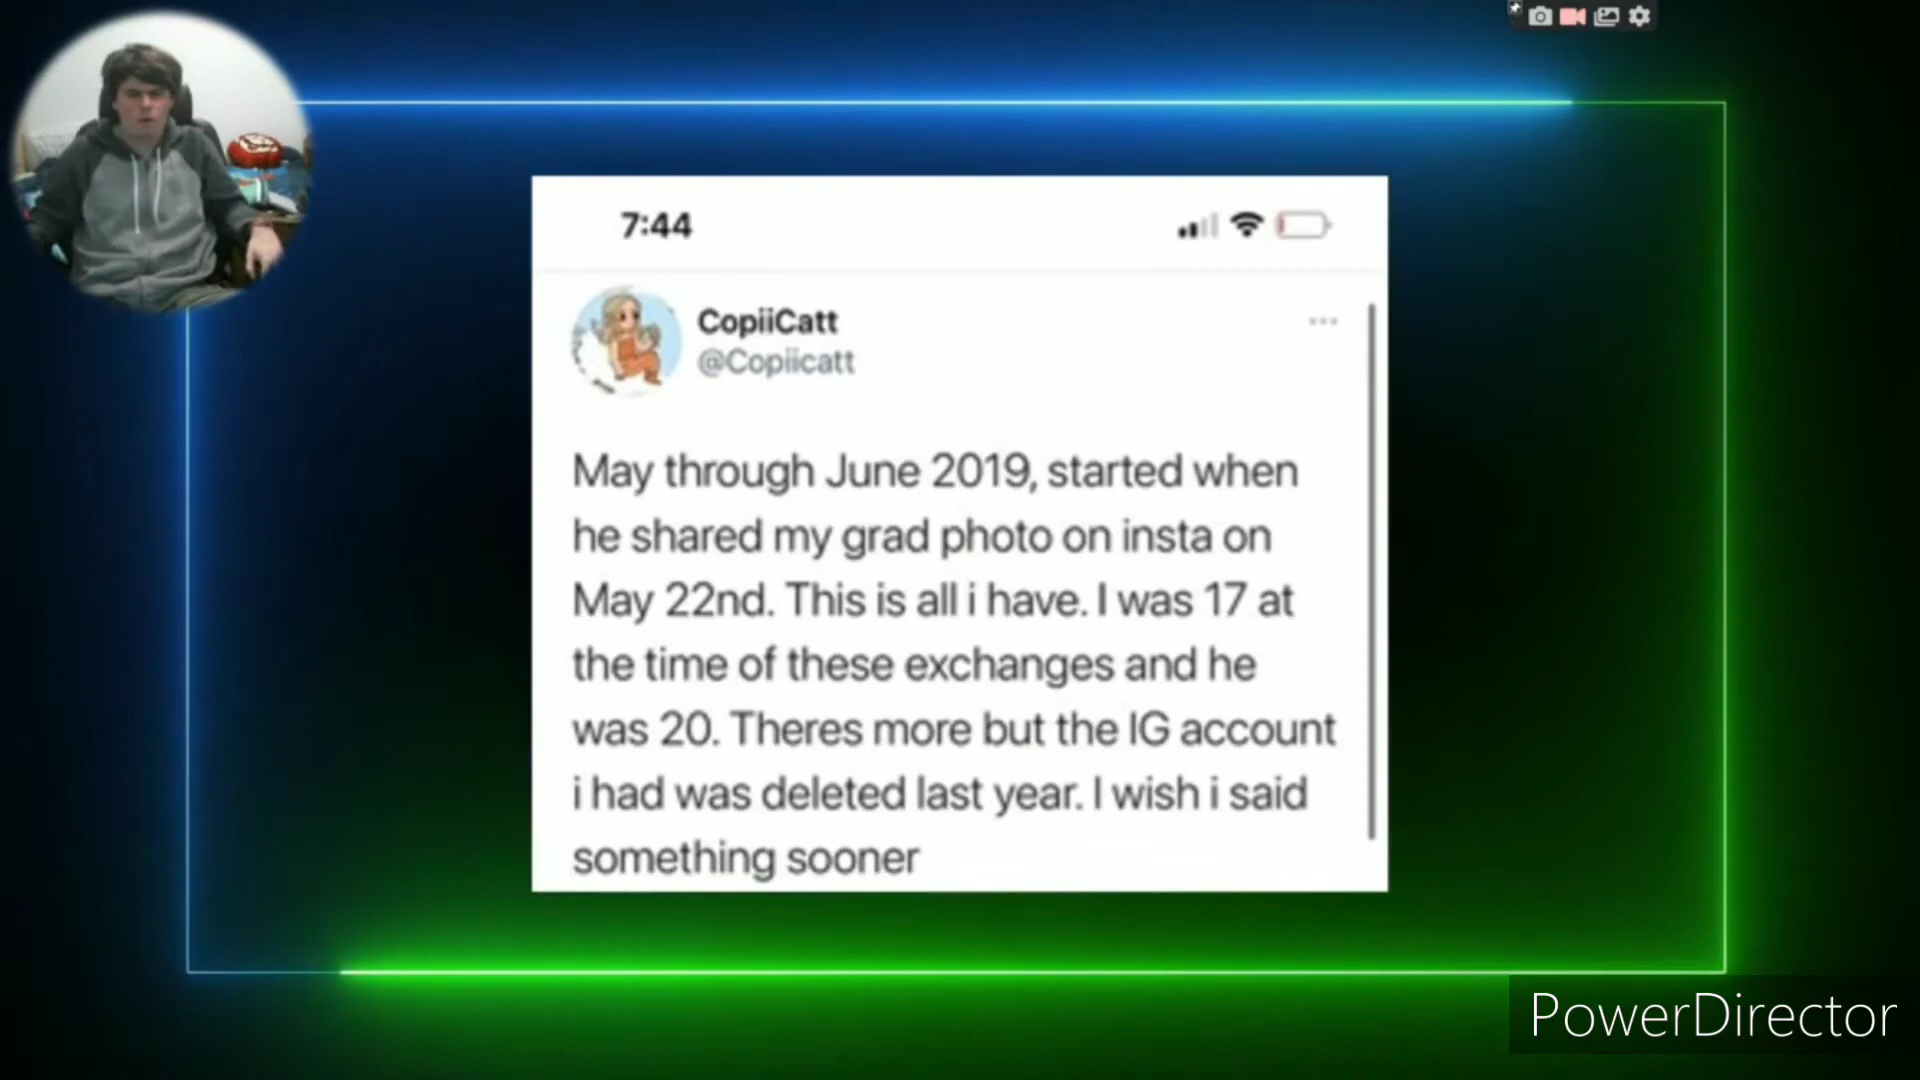 7:44
CopiiCatt
@Copiicatt
May through June 2019, started when
he shared my grad photo on insta on
May 22nd. This is all i have. I was 17 at
the time of these exchanges and he
was 20. Theres more but the IG account
i had was deleted last year. I wish i said
something sooner
PowerDirector